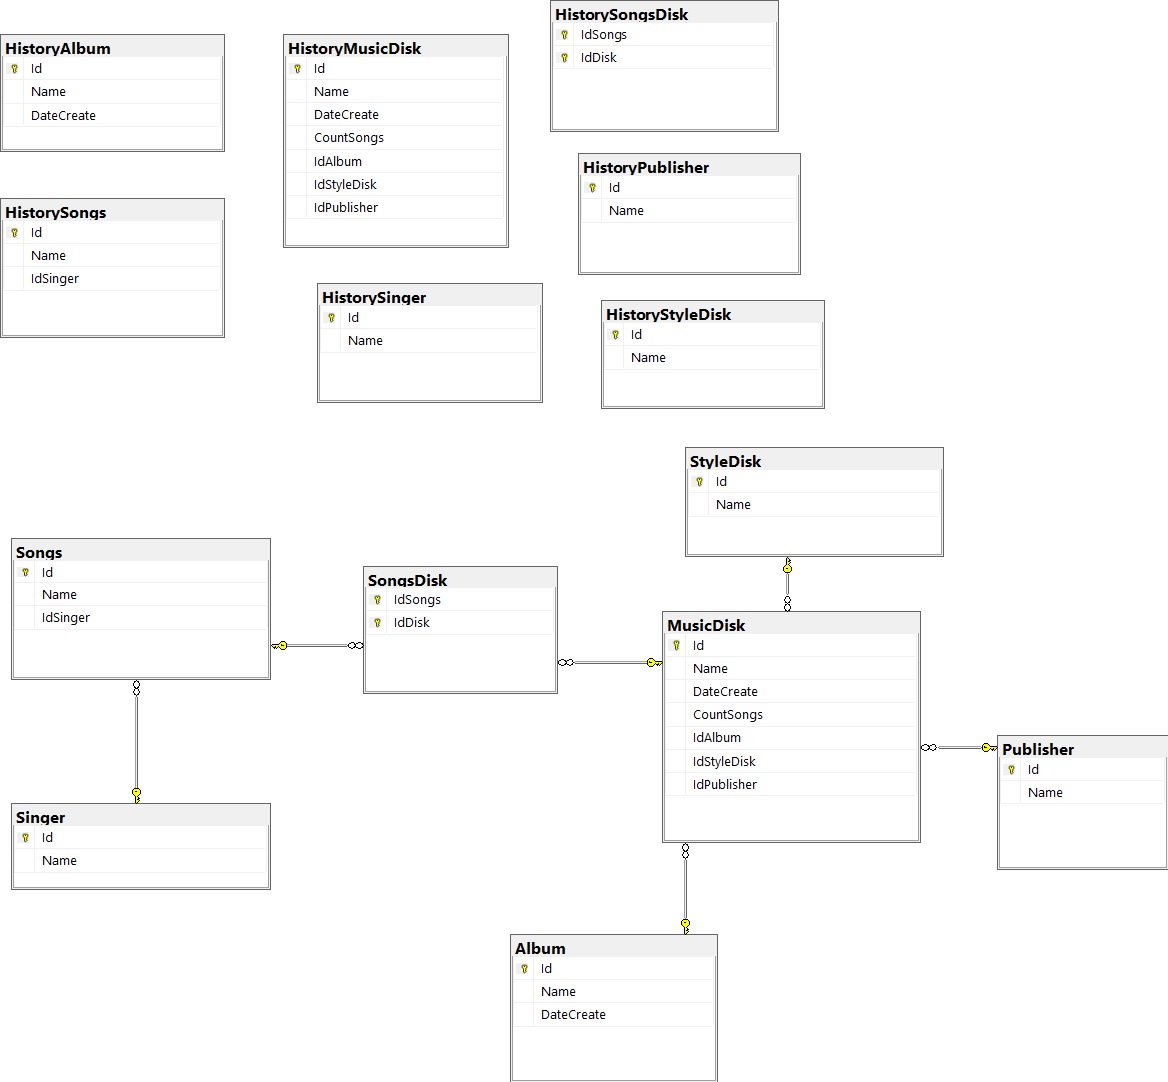 HistoryAlbum
Id
Name
DateCreate
HistoryMusicDisk
Id
Name
DateCreate
CountSongs
IdAlbum
IdStyleDisk
IdPublisher
HistorySongsDisk
IdSongs
IdDisk
HistoryPublisher
Id
Name
HistorySongs
Id
Name
IdSinger
HistorySinger
Id
Name
HistoryStyleDisk
Id
Name
StyleDisk
Id
Name
Songs
Id
Name
IdSinger
SongsDisk
IdSongs
IdDisk
MusicDisk
Id
Name
DateCreate
CountSongs
IdAlbum
IdStyleDisk
IdPublisher
Publisher
Id
Name
Singer
Id
Name
Album
Id
Name
DateCreate